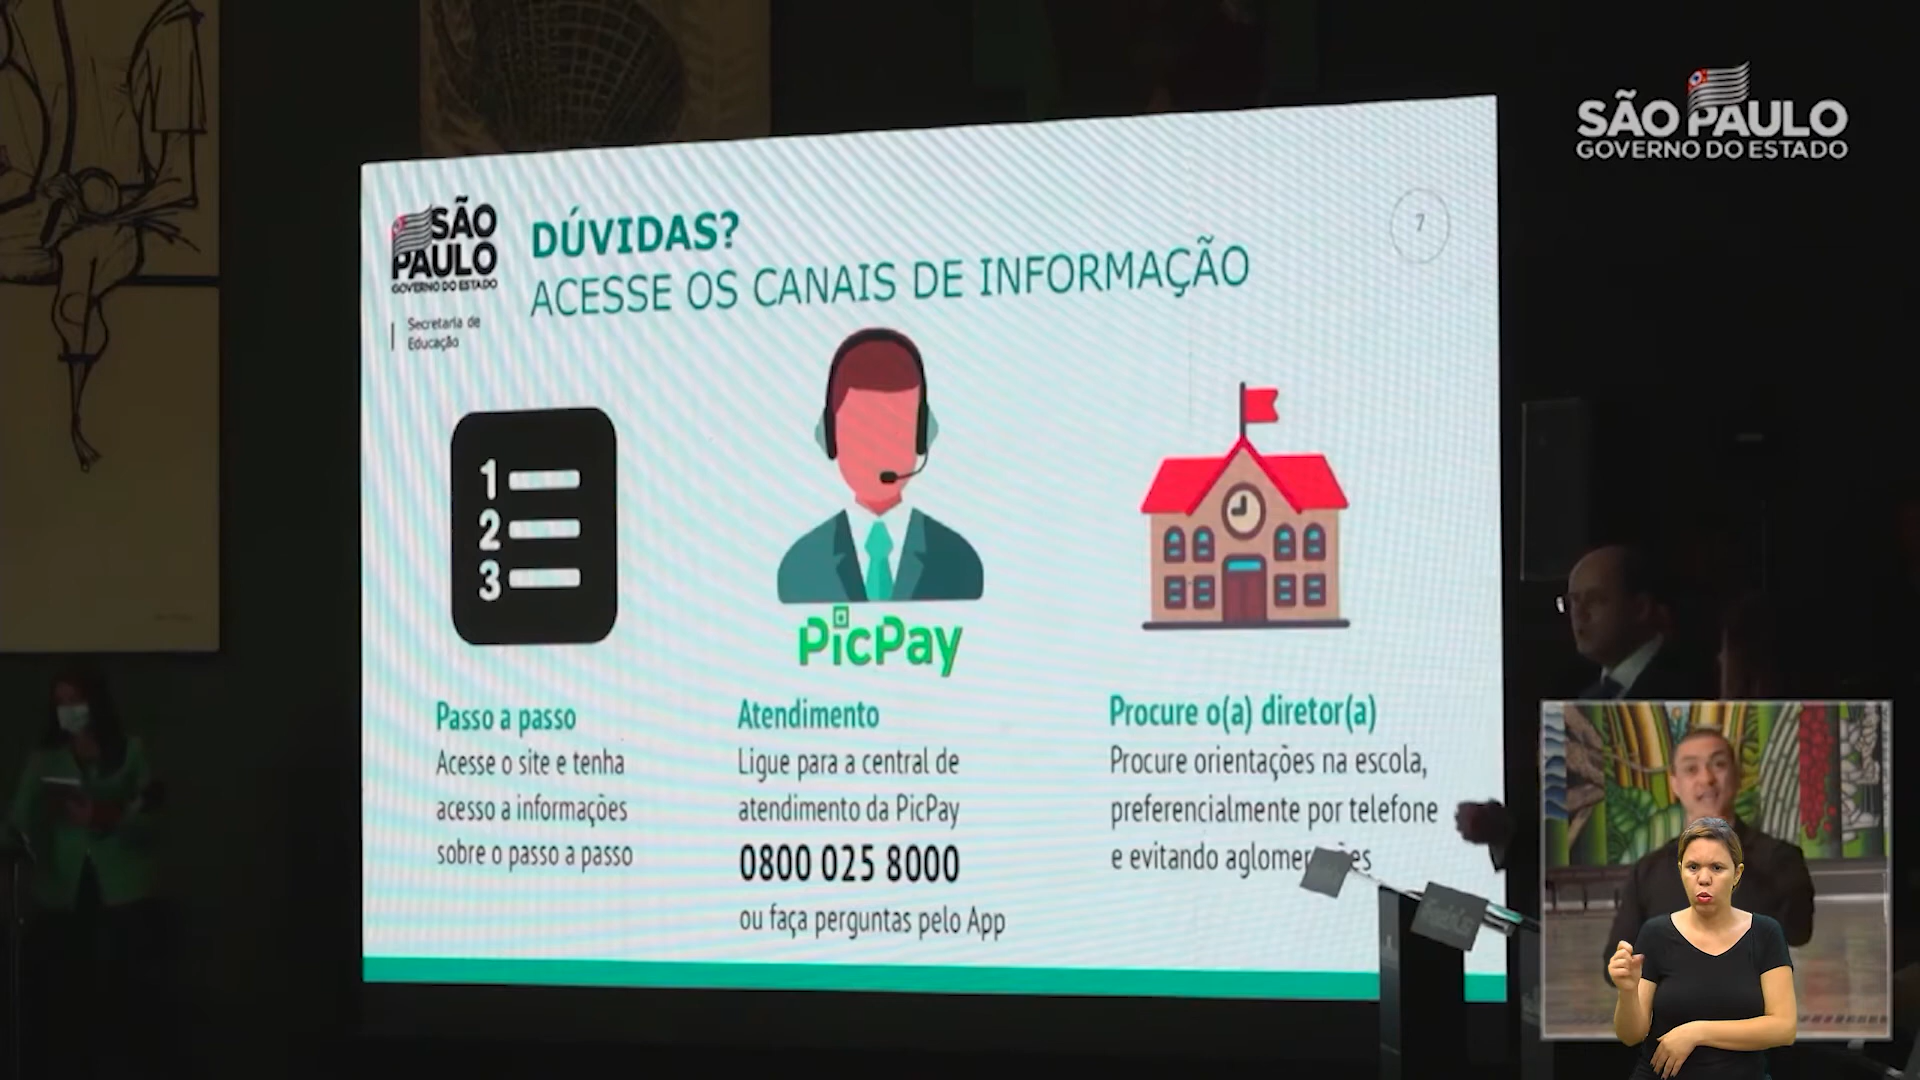 SÃO PAULO
GOVERNO DO ESTADO
SÃO
PAULO
GOVERNO DO ESTADO
Secretaria de
Educação
DÚVIDAS?
ACESSE OS CANAIS DE INFORMAÇÃO
7
1
2
3
PicPay
Passo a passo
Acesse o site e tenha
acesso a informações
sobre o passo a passo
Atendimento
Ligue para a central de
atendimento da PicPay
0800 025 8000
ou faça perguntas pelo App
Procure o(a) diretor(a)
Procure orientações na escola,
preferencialmente por telefone
e evitando